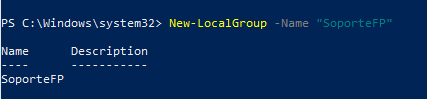 PS C:\Windows\system32> New-LocalGroup -Name "SoporteFP"
Name Description
---- -----------
SoporteFP